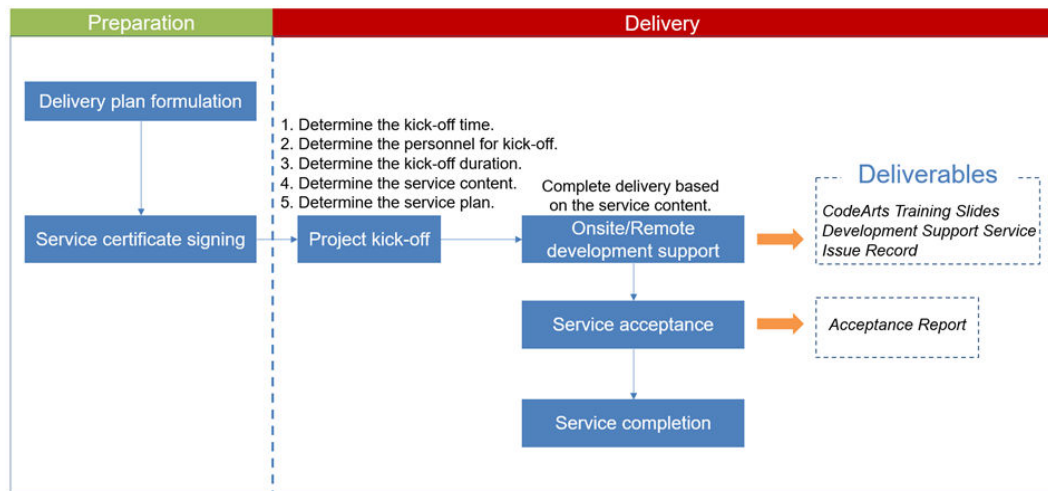 Preparation
Delivery
Delivery plan formulation
Service certificate signing
1. Determine the kick-off time.
2. Determine the personnel for kick-off.
3. Determine the kick-off duration.
4. Determine the service content.
5. Determine the service plan.
Project kick-off
Complete delivery based
on the service content.
Onsite/Remote
development support
Deliverables
CodeArts Training Slides
Development Support Service
Issue Record
Service acceptance
Acceptance Report
Service completion